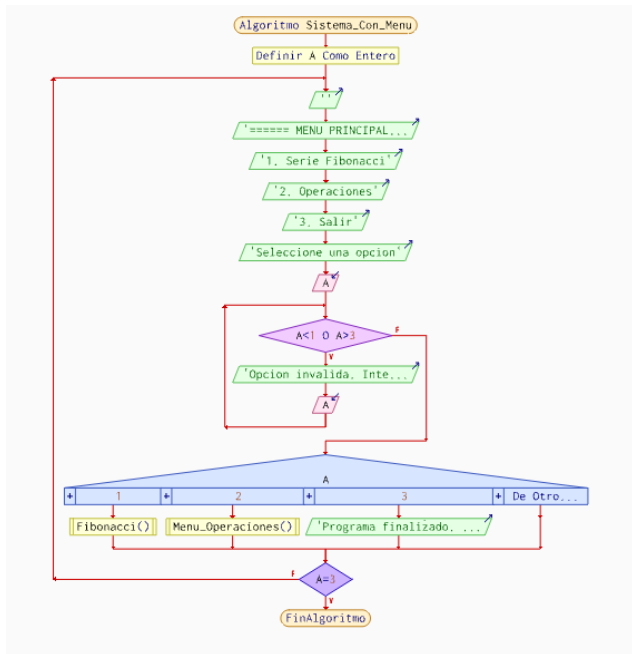 Algoritmo Sistema_Con_Menu
Definir A Como Entero
''
'====== MENU PRINCIPAL...
'1. Serie Fibonacci'
'2. Operaciones'
'3. Salir'
'Seleccione una opcion'
A
A<1 O A>3
F
V
'Opcion invalida. Inte...
A
A
+ 1 + 2 + 3 + De Otro...
Fibonacci() Menu_Operaciones() 'Programa finalizado. ...
F
A=3
V
FinAlgoritmo